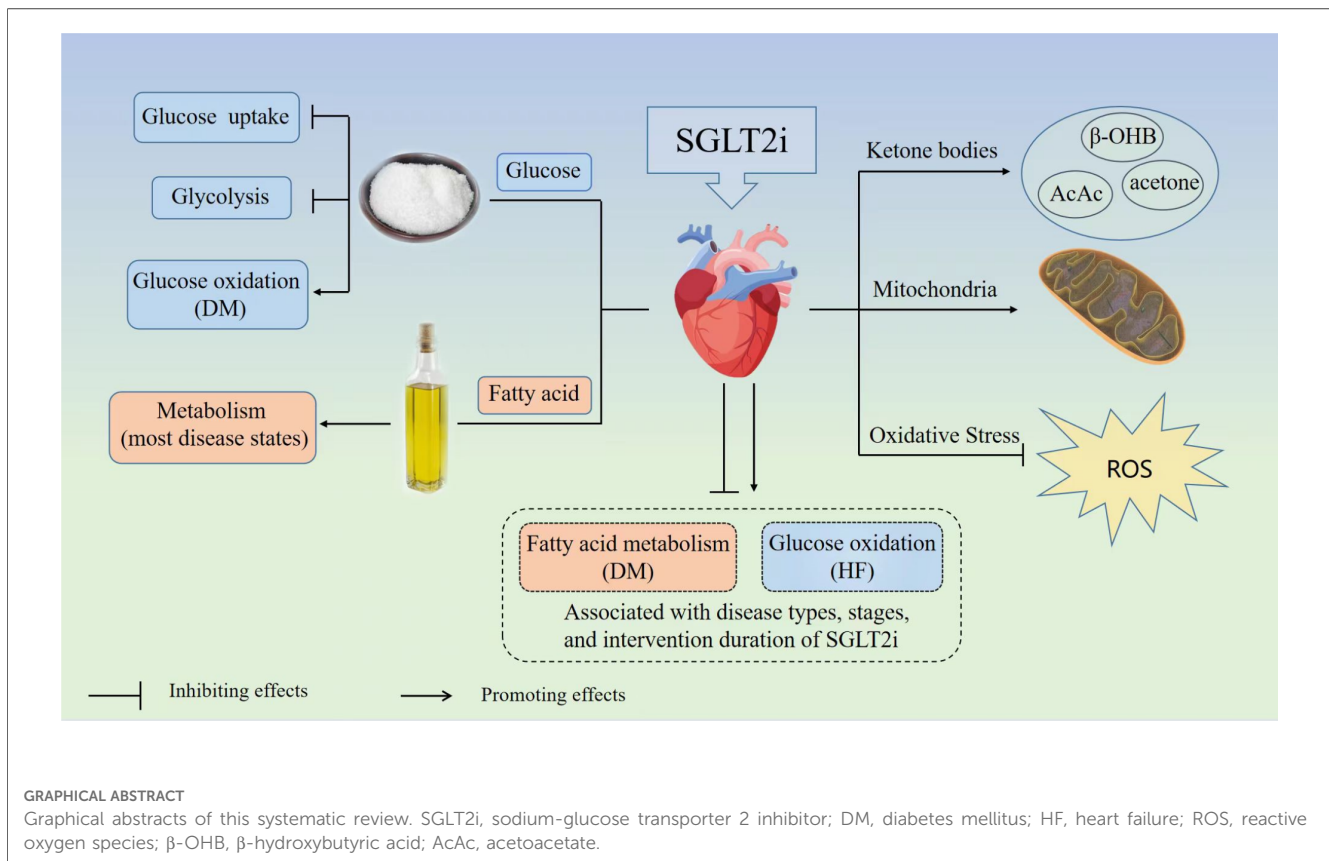 Glucose uptake
Glycolysis
Glucose oxidation
(DM)
Glucose
Metabolism
(most disease states)
Fatty acid
SGLT2i
Ketone bodies
β-OHB
AcAc
acetone
Mitochondria
Oxidative Stress
ROS
Fatty acid metabolism
(DM)
Glucose oxidation
(HF)
Associated with disease types, stages,
and intervention duration of SGLT2i
Inhibiting effects
Promoting effects
GRAPHICAL ABSTRACT
Graphical abstracts of this systematic review. SGLT2i, sodium-glucose transporter 2 inhibitor; DM, diabetes mellitus; HF, heart failure; ROS, reactive
oxygen species; β-OHB, β-hydroxybutyric acid; AcAc, acetoacetate.